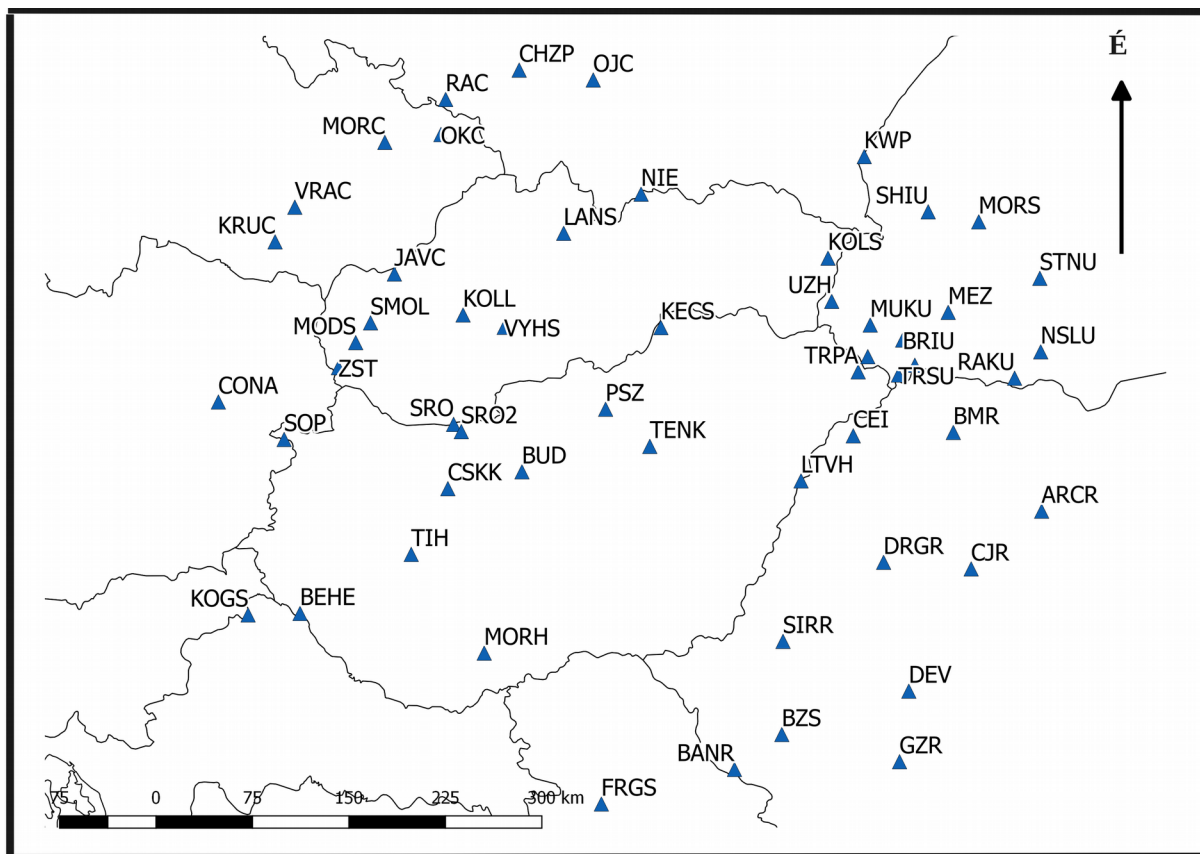 CHZP
OJC
É
RAC
MORC
OKC
KWP
NIE
SHIU
MORS
VRAC
LANS
KRUC
KOLS
JAVC
STNU
UZH
MEZ
SMOL
KOLL
MUKU
KECS
MODS
VYHS
BRIU
NSLU
TRPA
RAKU
ZST
TRSU
CONA
PSZ
SRO
SRO2
BMR
SOP
CEI
TENK
BUD
LTVH
CSKK
ARCR
TIH
DRGR
CJR
KOGS
BEHE
SIRR
MORH
DEV
BZS
GZR
BANR
FRGS
75 0 75 150 225 300 km